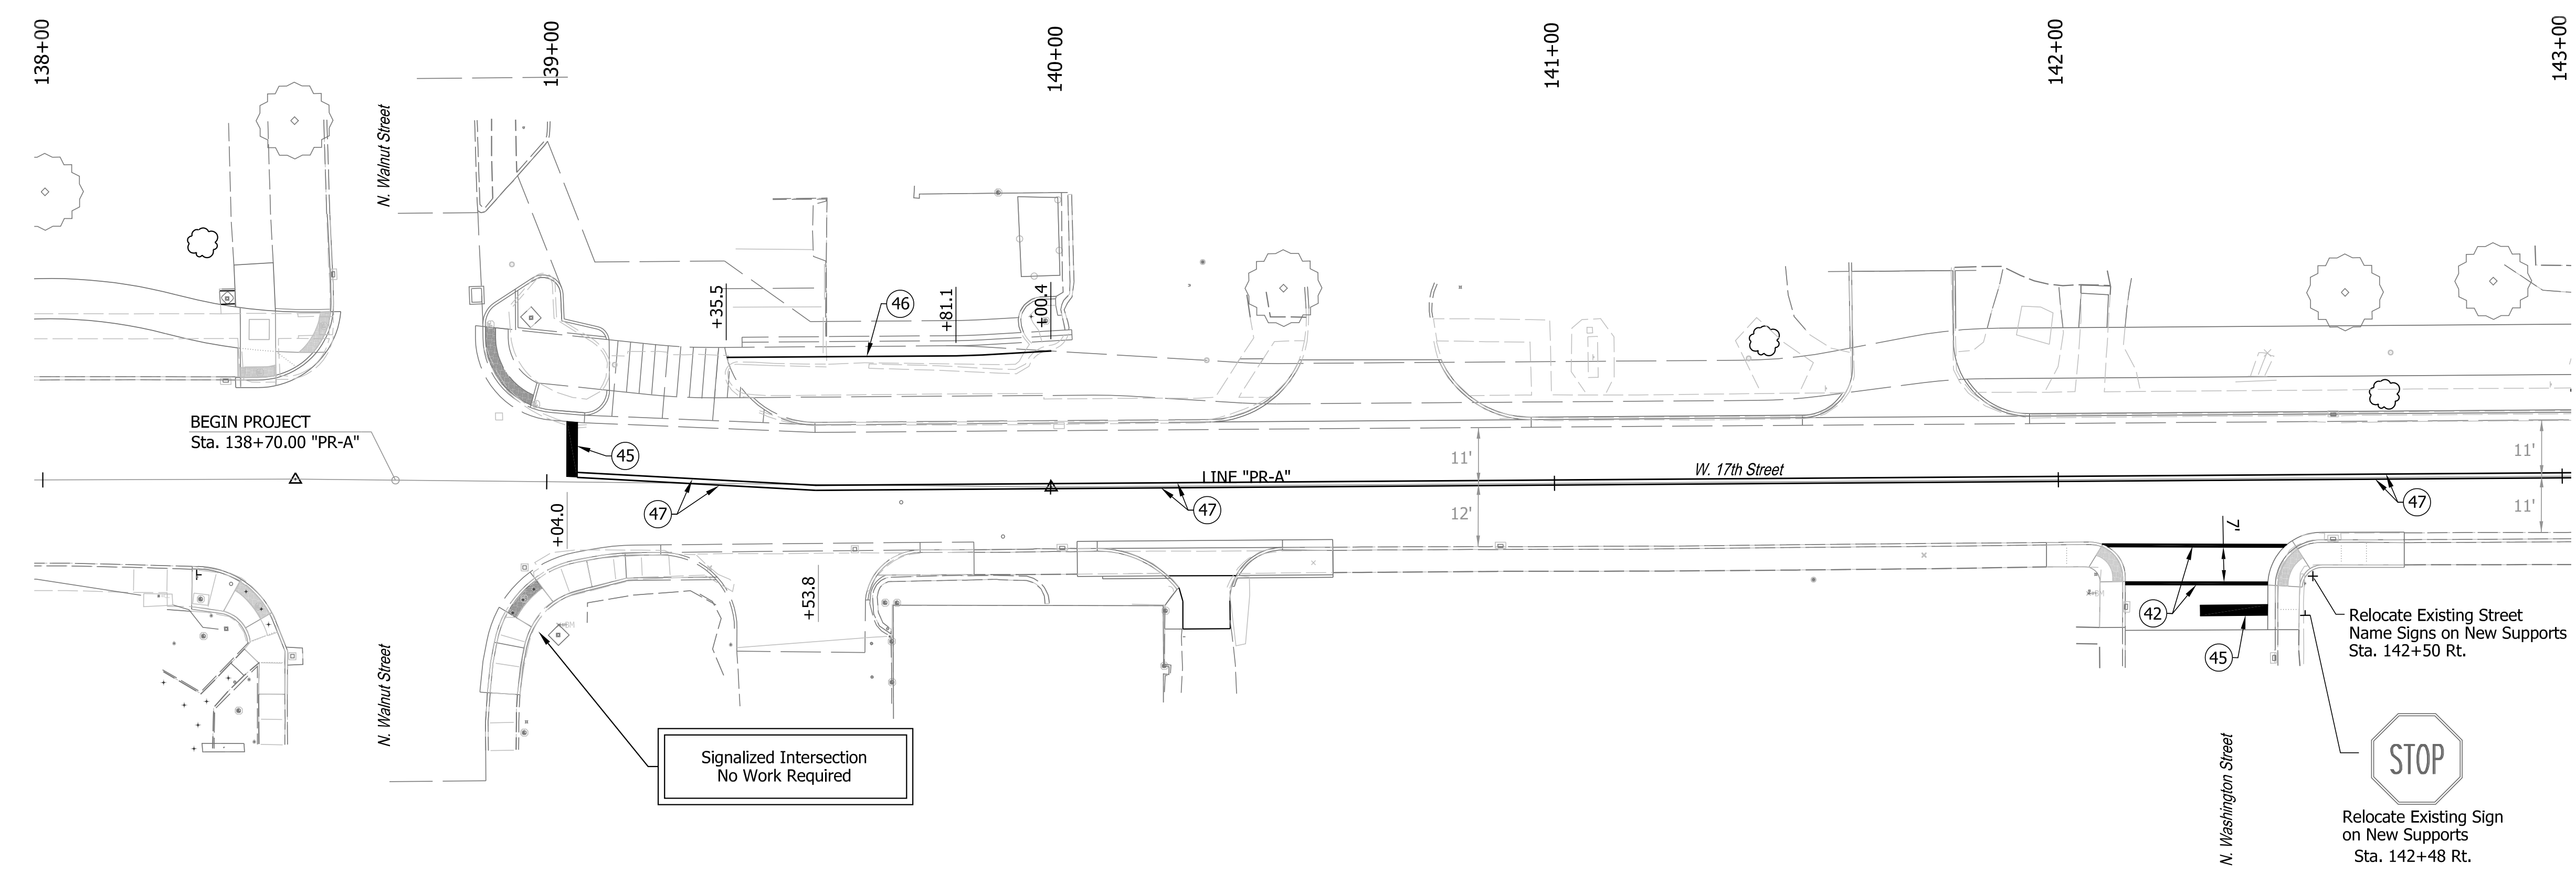 138+00
139+00
140+00
141+00
142+00
143+00
N. Walnut Street
+35.5
46
+81.1
+00.4
BEGIN PROJECT
Sta. 138+70.00 "PR-A"
45
LINE "PR-A"
W. 17th Street
11'
11'
47
47
47
12'
11'
+04.0
7'
+53.8
BM
BM
42
45
Relocate Existing Street
Name Signs on New Supports
Sta. 142+50 Rt.
N. Walnut Street
Signalized Intersection
No Work Required
N. Washington Street
STOP
Relocate Existing Sign
on New Supports
Sta. 142+48 Rt.